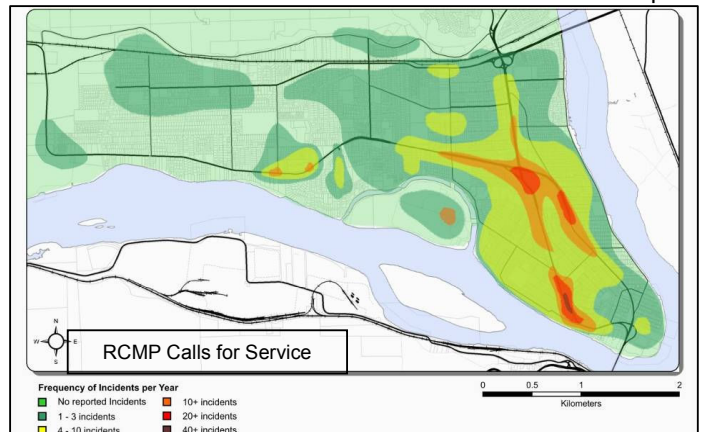 N
W E
S
RCMP Calls for Service
Frequency of Incidents per Year
No reported Incidents
1 - 3 incidents
4 - 10 incidents
10+ incidents
20+ incidents
40+ incidents
0 0.5 1 2
Kilometers